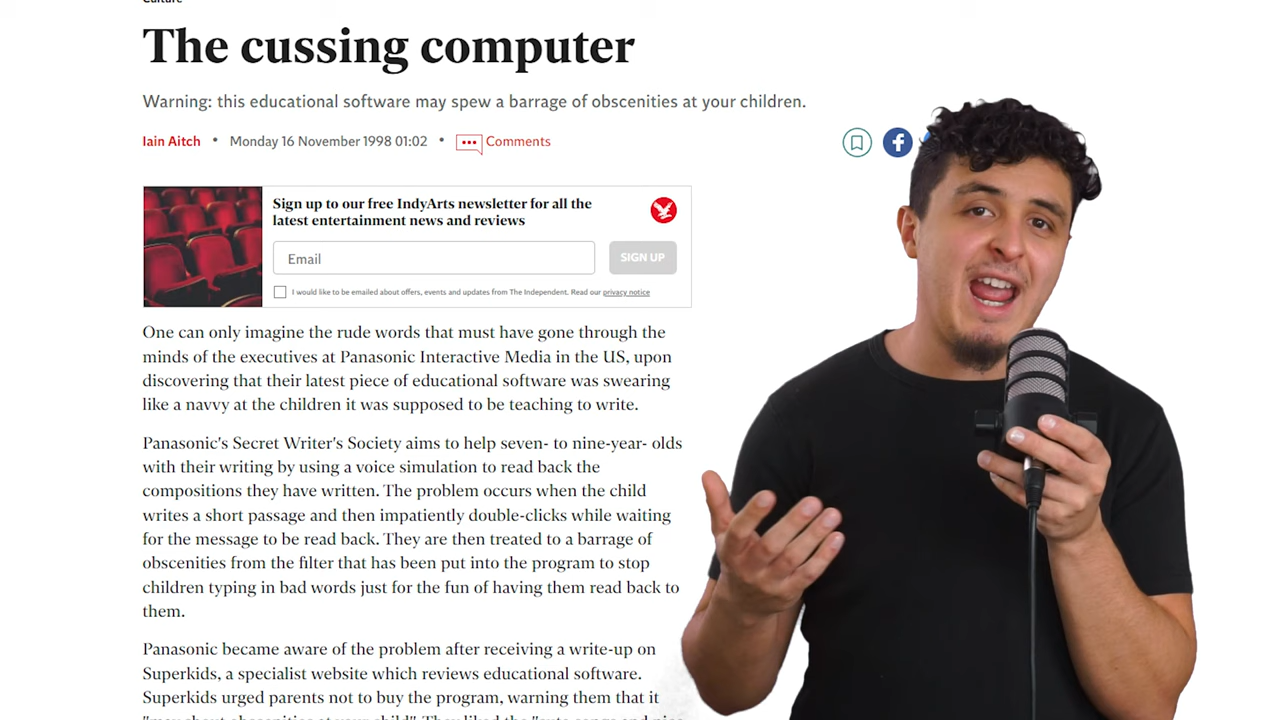 Culture
The cussing computer
Warning: this educational software may spew a barrage of obscenities at your children.
Iain Aitch • Monday 16 November 1998 01:02 • Comments
Sign up to our free IndyArts newsletter for all the
latest entertainment news and reviews
Email
SIGN UP
I would like to be emailed about offers, events and updates from The Independent. Read our privacy notice
One can only imagine the rude words that must have gone through the
minds of the executives at Panasonic Interactive Media in the US, upon
discovering that their latest piece of educational software was swearing
like a navvy at the children it was supposed to be teaching to write.
Panasonic's Secret Writer's Society aims to help seven- to nine-year- olds
with their writing by using a voice simulation to read back the
compositions they have written. The problem occurs when the child
writes a short passage and then impatiently double-clicks while waiting
for the message to be read back. They are then treated to a barrage of
obscenities from the filter that has been put into the program to stop
children typing in bad words just for the fun of having them read back to
them.
Panasonic became aware of the problem after receiving a write-up on
Superkids, a specialist website which reviews educational software.
Superkids urged parents not to buy the program, warning them that it